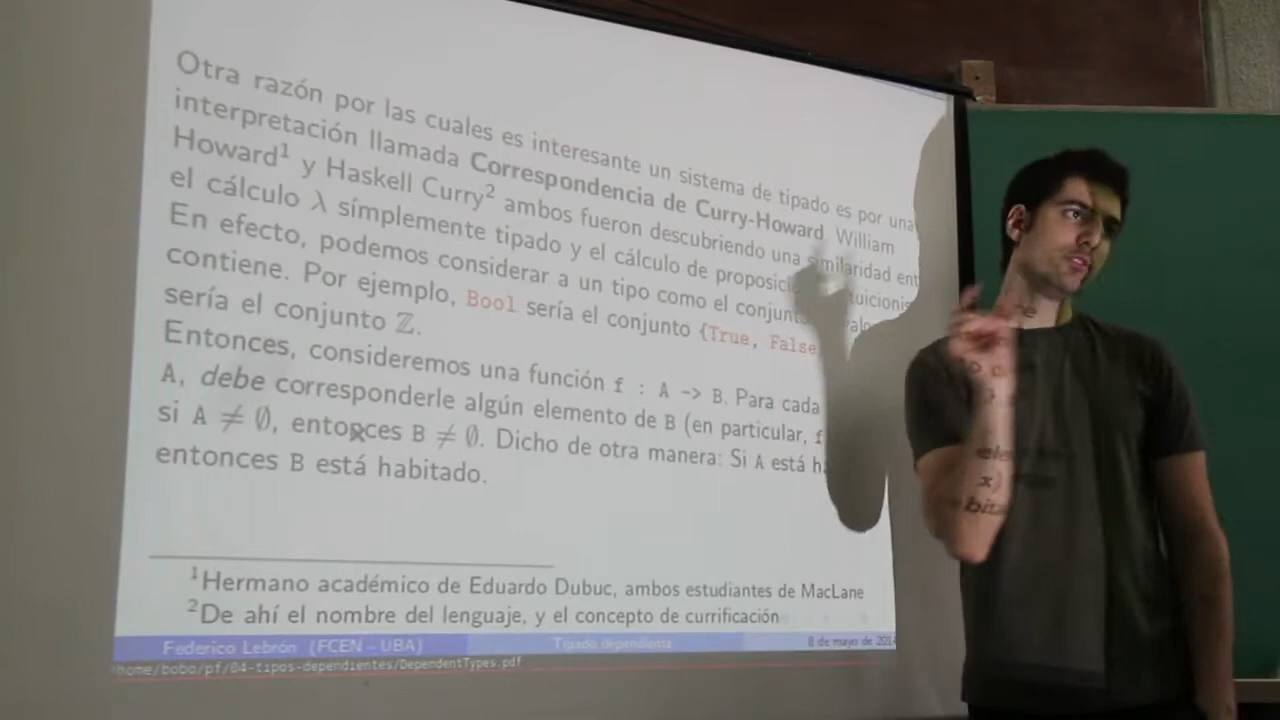 Otra razón por las cuales es interesante un sistema de tipado es por una
interpretación llamada Correspondencia de Curry-Howard. William
Howard¹ y Haskell Curry² ambos fueron descubriendo una similaridad ent
el cálculo λ símplemente tipado y el cálculo de proposici tuicionis
En efecto, podemos considerar a un tipo como el conjunt valo
contiene. Por ejemplo, Bool sería el conjunto {True, False
sería el conjunto ℤ.
Entonces, consideremos una función f : A -> B. Para cada ele
A, debe corresponderle algún elemento de B (en particular, f x)
si A ≠ ∅, entonces B ≠ ∅. Dicho de otra manera: Si A está h bita
entonces B está habitado.
¹Hermano académico de Eduardo Dubuc, ambos estudiantes de MacLane
²De ahí el nombre del lenguaje, y el concepto de currificación
Federico Lebrón (FCEN - UBA) Tipado dependiente 8 de mayo de 201
/home/bobo/pf/04-tipos-dependientes/DependentTypes.pdf